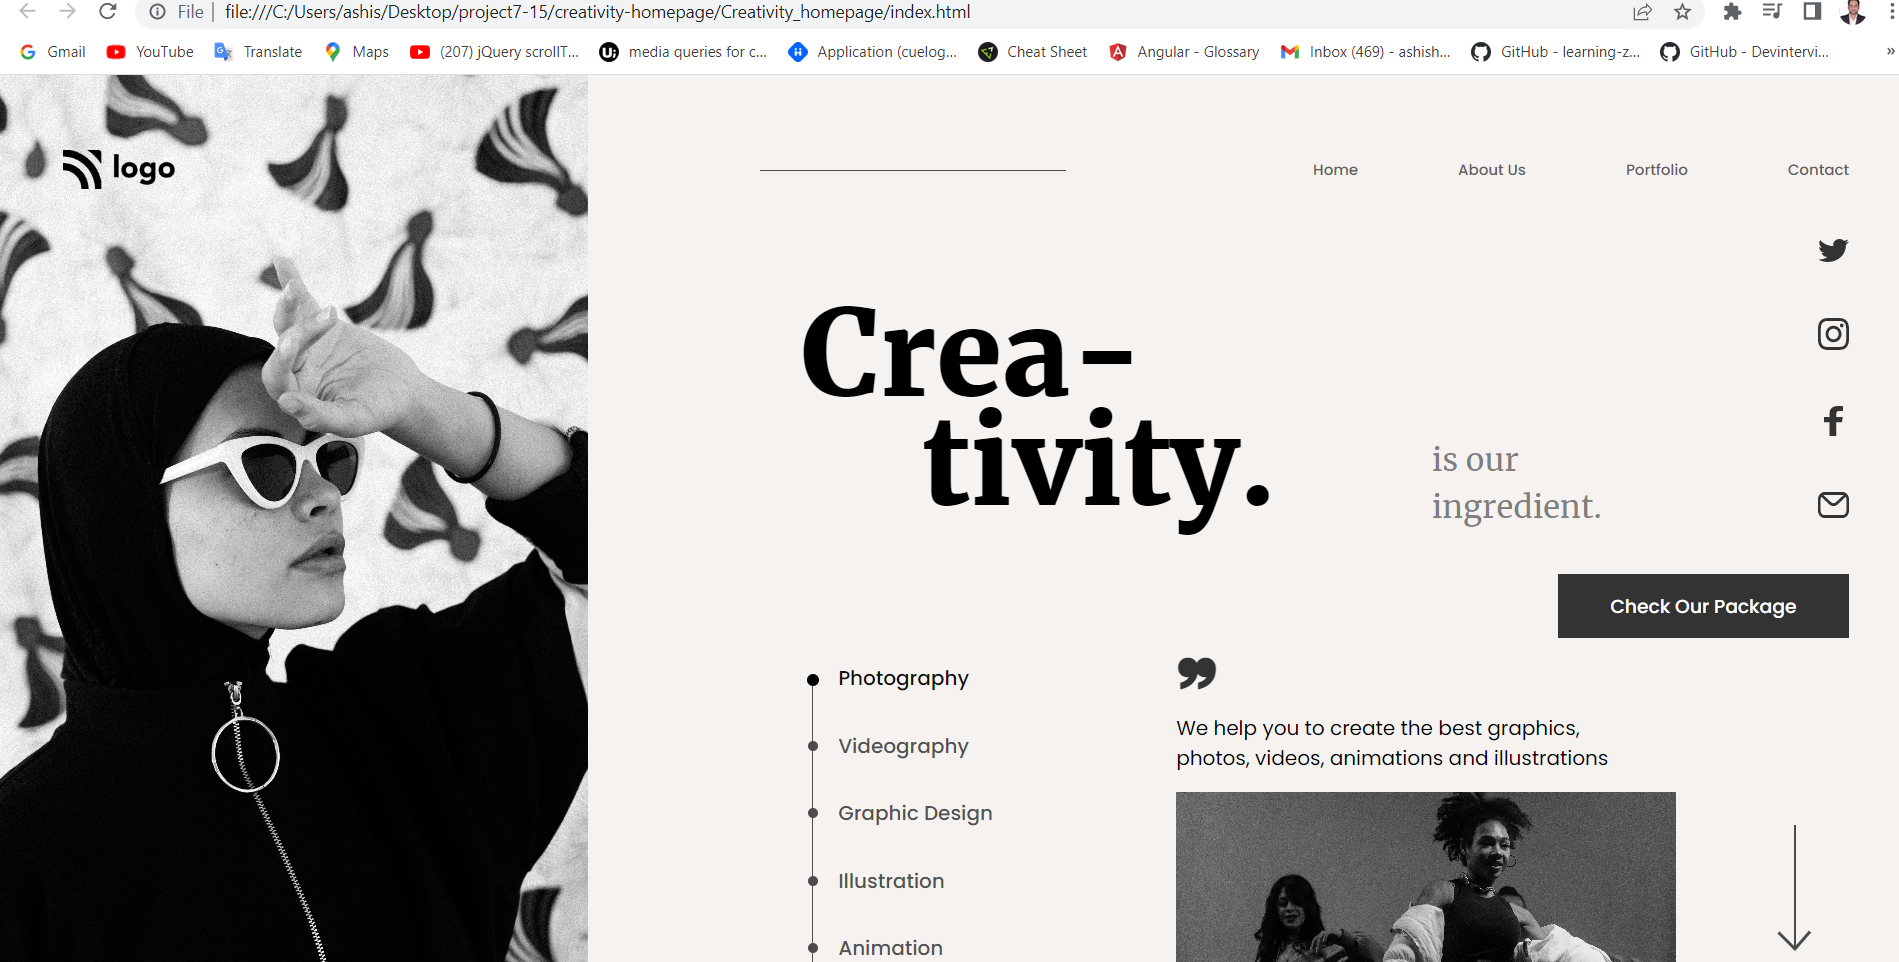 File | file:///C:/Users/ashis/Desktop/project7-15/creativity-homepage/Creativity_homepage/index.html
Gmail YouTube Translate Maps (207) jQuery scrollT... media queries for c... Application (cuelog... Cheat Sheet Angular - Glossary Inbox (469) - ashish... GitHub - learning-z... GitHub - Devintervi... »
logo
Home About Us Portfolio Contact
Crea-
tivity.
is our
ingredient.
Check Our Package
Photography
Videography
Graphic Design
Illustration
Animation
❞
We help you to create the best graphics,
photos, videos, animations and illustrations